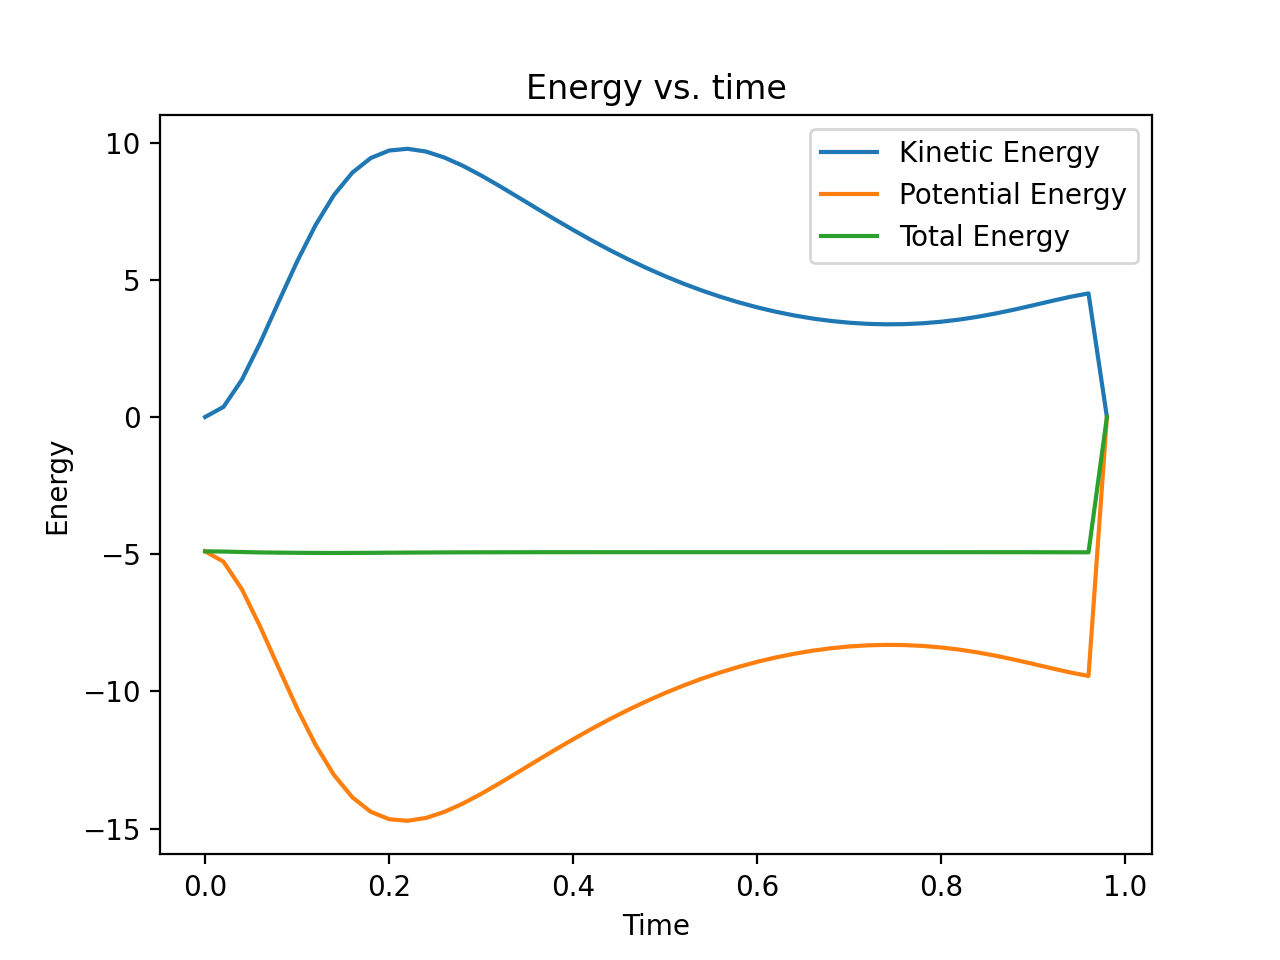 Energy vs. time
Kinetic Energy
Potential Energy
Total Energy
10
5
0
−5
−10
−15
Energy
0.0 0.2 0.4 0.6 0.8 1.0
Time